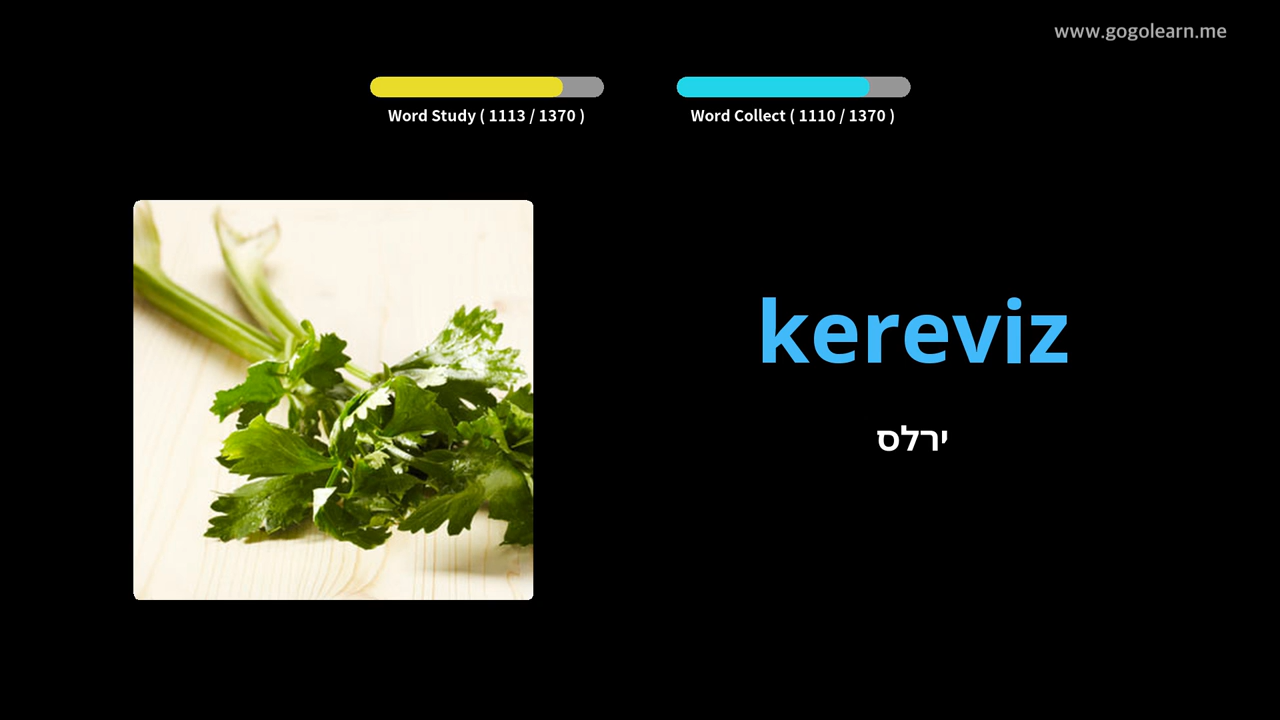 www.gogolearn.me
Word Study ( 1113 / 1370 )
Word Collect ( 1110 / 1370 )
kereviz
ירלס